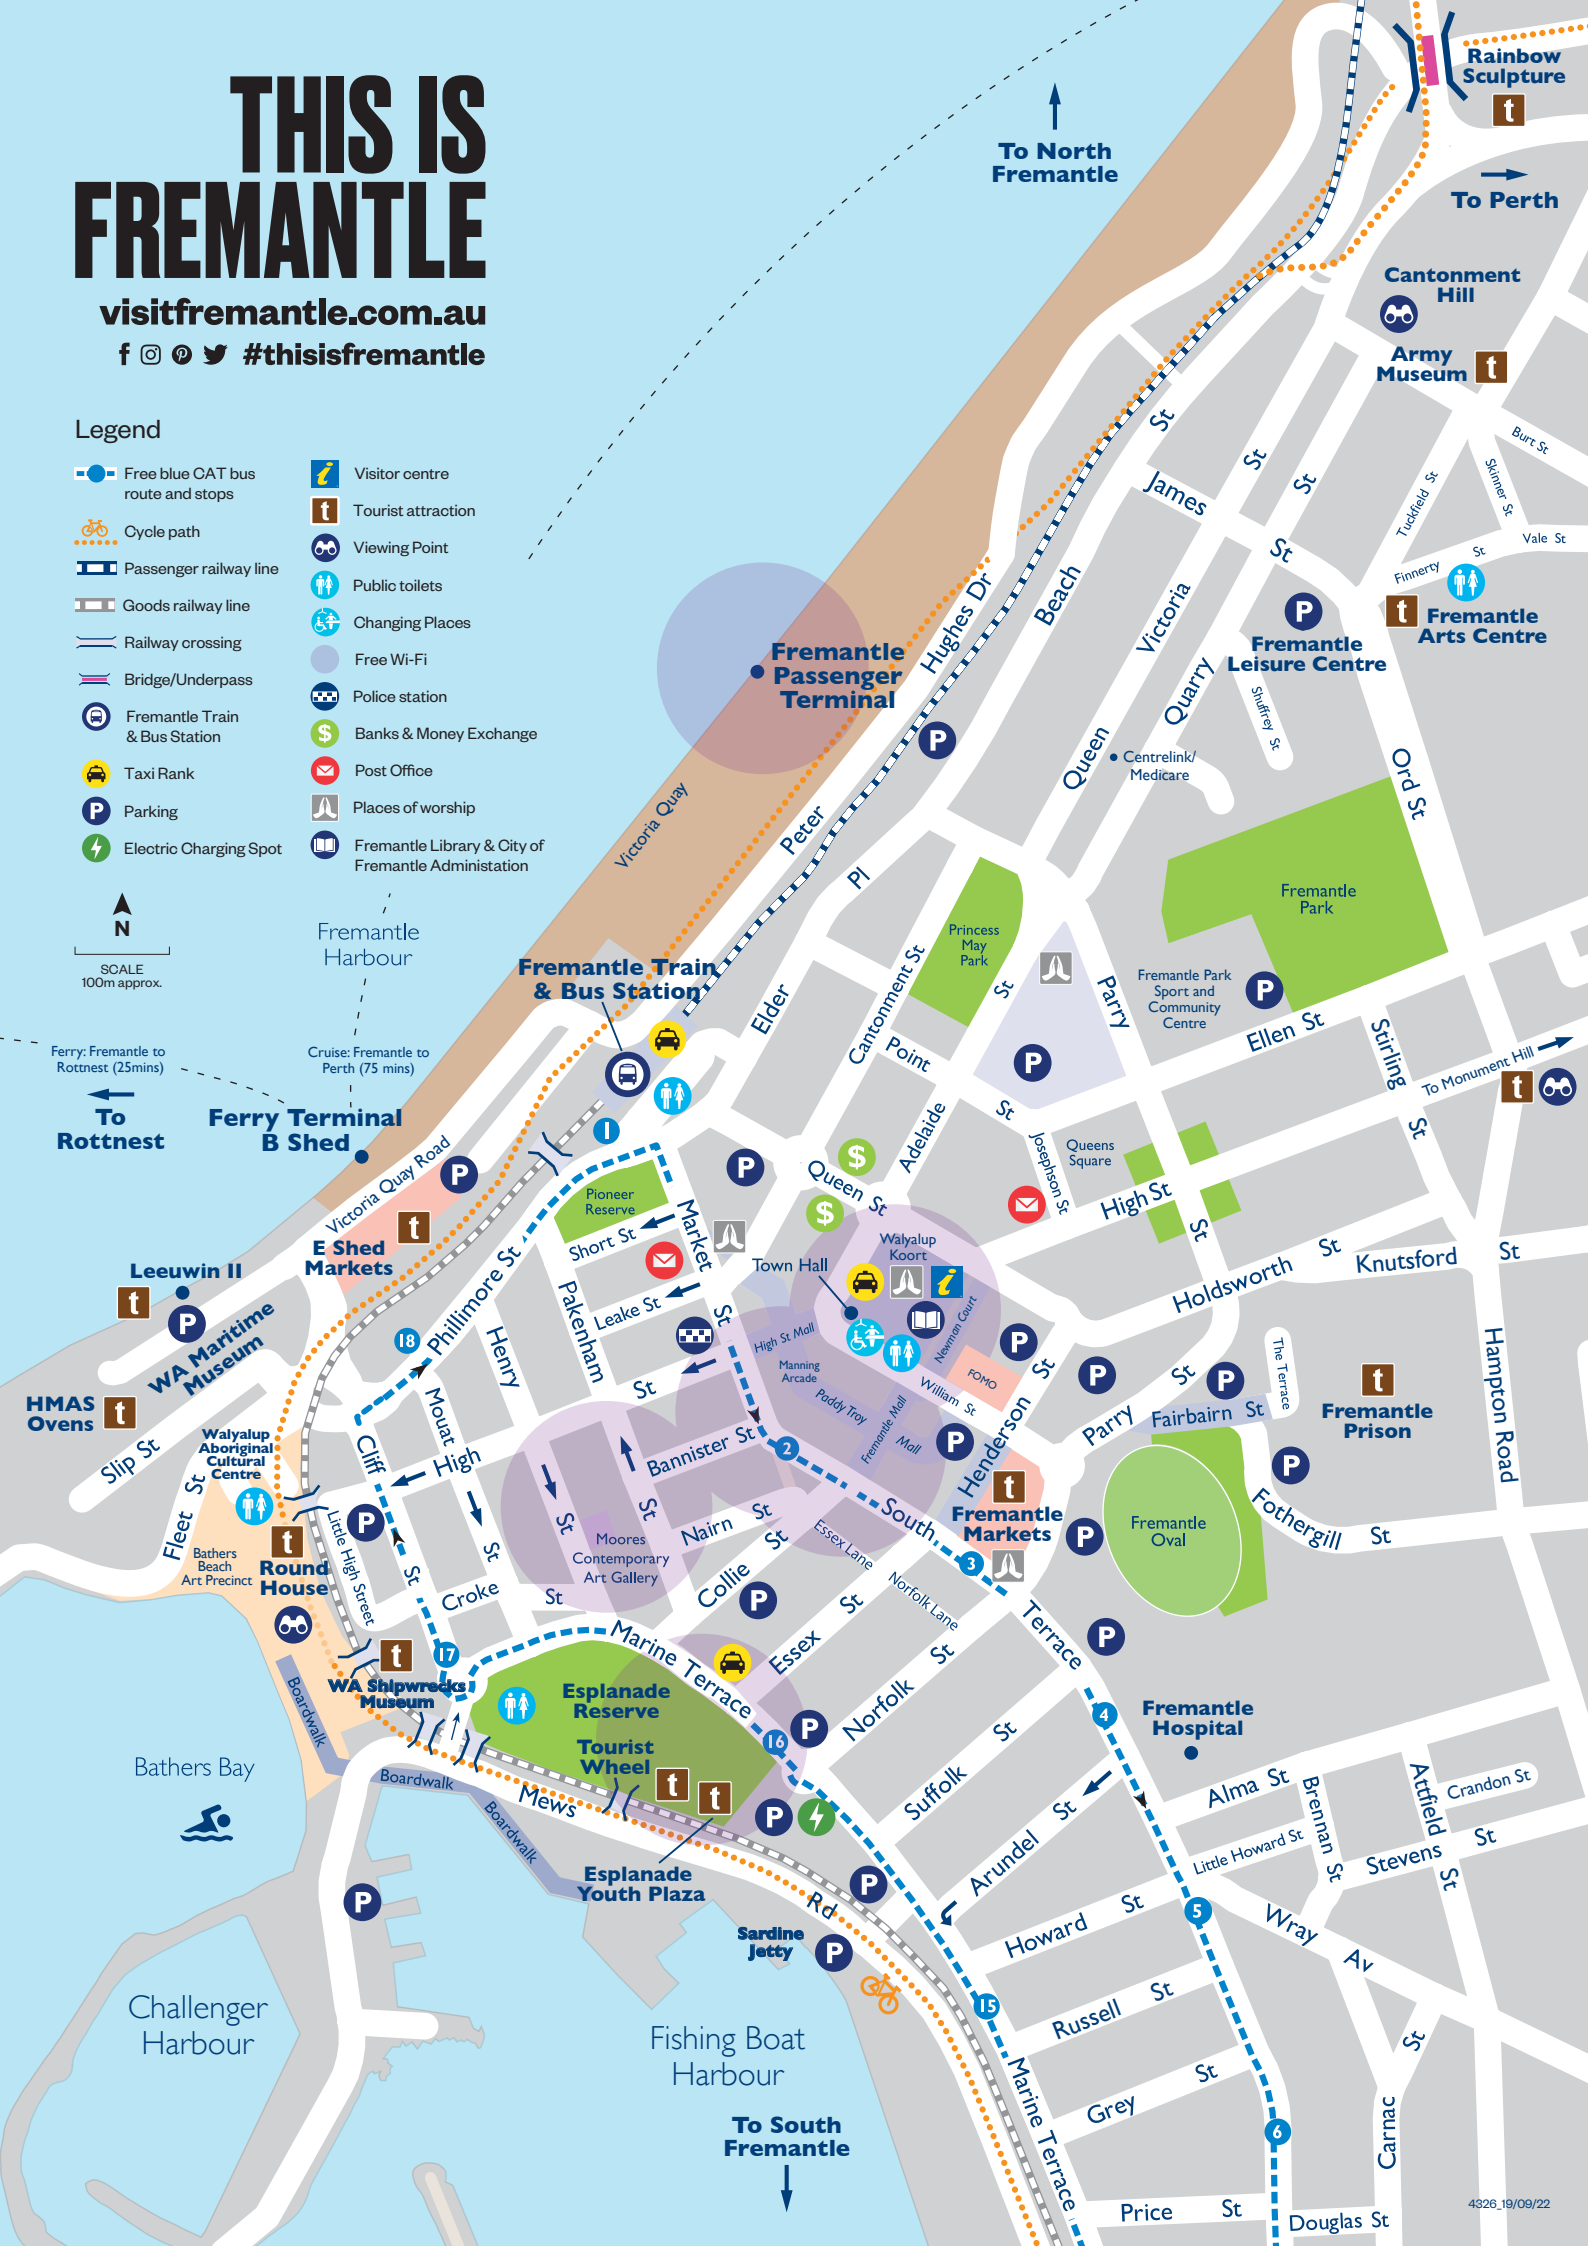 THIS IS
FREMANTLE
visitfremantle.com.au
#thisisfremantle
Legend
Free blue CAT bus
route and stops
Cycle path
Passenger railway line
Goods railway line
Railway crossing
Bridge/Underpass
Fremantle Train
& Bus Station
Taxi Rank
P
Parking
Electric Charging Spot
i
Visitor centre
t
Tourist attraction
Viewing Point
Public toilets
Changing Places
Free Wi-Fi
Police station
$
Banks & Money Exchange
Post Office
Places of worship
Fremantle Library & City of
Fremantle Administation
N
SCALE
100m approx.
To North
Fremantle
Rainbow
Sculpture
t
To Perth
Cantonment
Hill
Army
Museum
t
Burt St
Skinner St
Tuckfield St
Vale St
Finnerty St
James St
St
St
St
Fremantle
Arts Centre
t
P
Fremantle
Leisure Centre
Shuffrey St
Hughes Dr
Beach
Victoria
Quarry
Queen
Centrelink/
Medicare
Ord St
Fremantle
Passenger
Terminal
P
Victoria Quay
Peter
Pl
Fremantle
Park
Princess
May
Park
Fremantle Park
Sport and
Community
Centre
P
Parry
St
Cantonment St
Elder
Point
St
P
Ellen St
Stirling
St
To Monument Hill
t
Fremantle
Harbour
Fremantle Train
& Bus Station
Ferry: Fremantle to
Rottnest (25mins)
Cruise: Fremantle to
Perth (75 mins)
To
Rottnest
Ferry Terminal
B Shed
Victoria Quay Road
P
1
Pioneer
Reserve
P
$
Queen St
$
Adelaide
Josephson St
Queens
Square
High St
St
E Shed
Markets
t
Short St
Market
St
Leake St
Pakenham
Phillimore St
Henry
Town Hall
Walyalup
Koort
i
Newman Court
High St Mall
Manning
Arcade
Paddy Troy
Mall
Fremantle Mall
William St
FOMO
P
P
St
Holdsworth St
Knutsford St
Leeuwin II
t
P
WA Maritime
Museum
HMAS
Ovens
t
Slip St
Fleet St
Walyalup
Aboriginal
Cultural
Centre
18
Mouat
St
Cliff
St
High
St
Bannister St
2
P
Henderson
Parry
St
P
Fairbairn St
The Terrace
t
Fremantle
Prison
Hampton Road
P
Fothergill St
Fremantle
Oval
t
Fremantle
Markets
P
South
Terrace
3
Essex Lane
Norfolk Lane
Nairn St
Moores
Contemporary
Art Gallery
St
St
Bathers
Beach
Art Precinct
t
Round
House
Little High Street
P
Croke
St
Collie St
P
Essex St
Norfolk St
P
17
t
WA Shipwrecks
Museum
Marine Terrace
Esplanade
Reserve
Tourist
Wheel
t
t
16
P
P
Suffolk St
4
Fremantle
Hospital
Alma St
Brennan St
Attfield St
Crandon St
Stevens St
Little Howard St
Arundel St
Boardwalk
Boardwalk
Boardwalk
Mews
Rd
Bathers Bay
P
Esplanade
Youth Plaza
P
Sardine
Jetty
P
Howard St
5
Wray Av
Russell St
15
Grey St
Marine Terrace
6
Carnac
St
Price St
Douglas St
Challenger
Harbour
Fishing Boat
Harbour
To South
Fremantle
4326_19/09/22